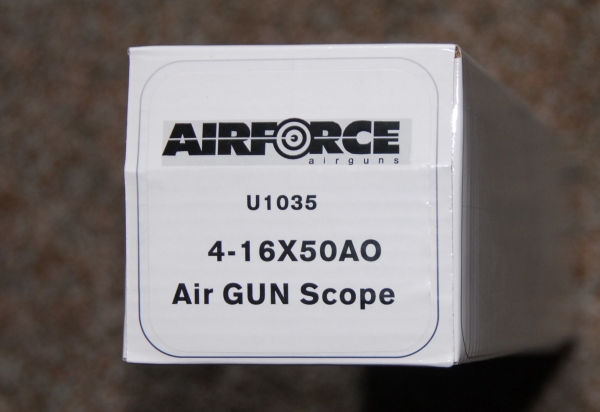 AIRFORCE
airguns
U1035
4-16X50AO
Air GUN Scope